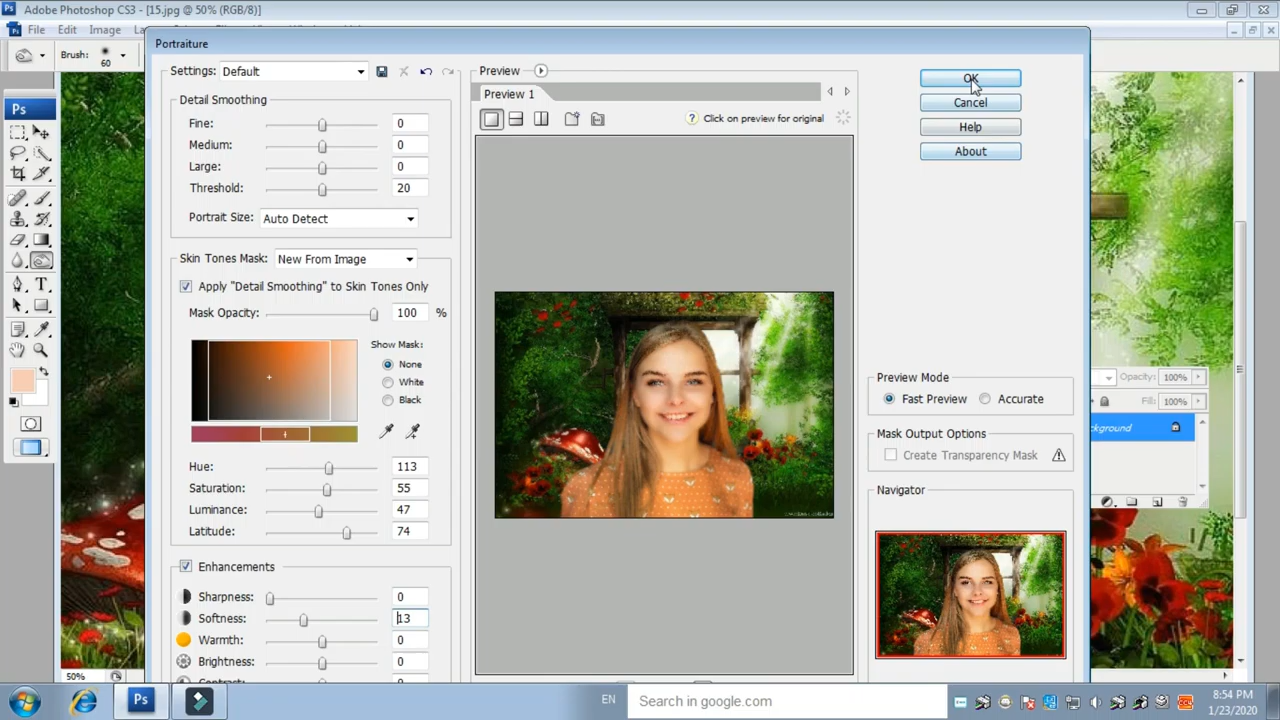 Adobe Photoshop CS3 - [15.jpg @ 50% (RGB/8)]
File Edit Image
Brush:
60
Ps
Portraiture
Settings: Default
Detail Smoothing
Fine: 0
Medium: 0
Large: 0
Threshold: 20
Portrait Size: Auto Detect
Skin Tones Mask: New From Image
Apply "Detail Smoothing" to Skin Tones Only
Mask Opacity: 100 %
Show Mask:
None
White
Black
Hue: 113
Saturation: 55
Luminance: 47
Latitude: 74
Enhancements
Sharpness: 0
Softness: 13
Warmth: 0
Brightness: 0
Preview
Preview 1
? Click on preview for original
OK
Cancel
Help
About
Preview Mode
Fast Preview Accurate
Mask Output Options
Create Transparency Mask
Navigator
Opacity: 100%
Fill: 100%
ckground
50%
Ps
EN
Search in google.com
8:54 PM
1/23/2020